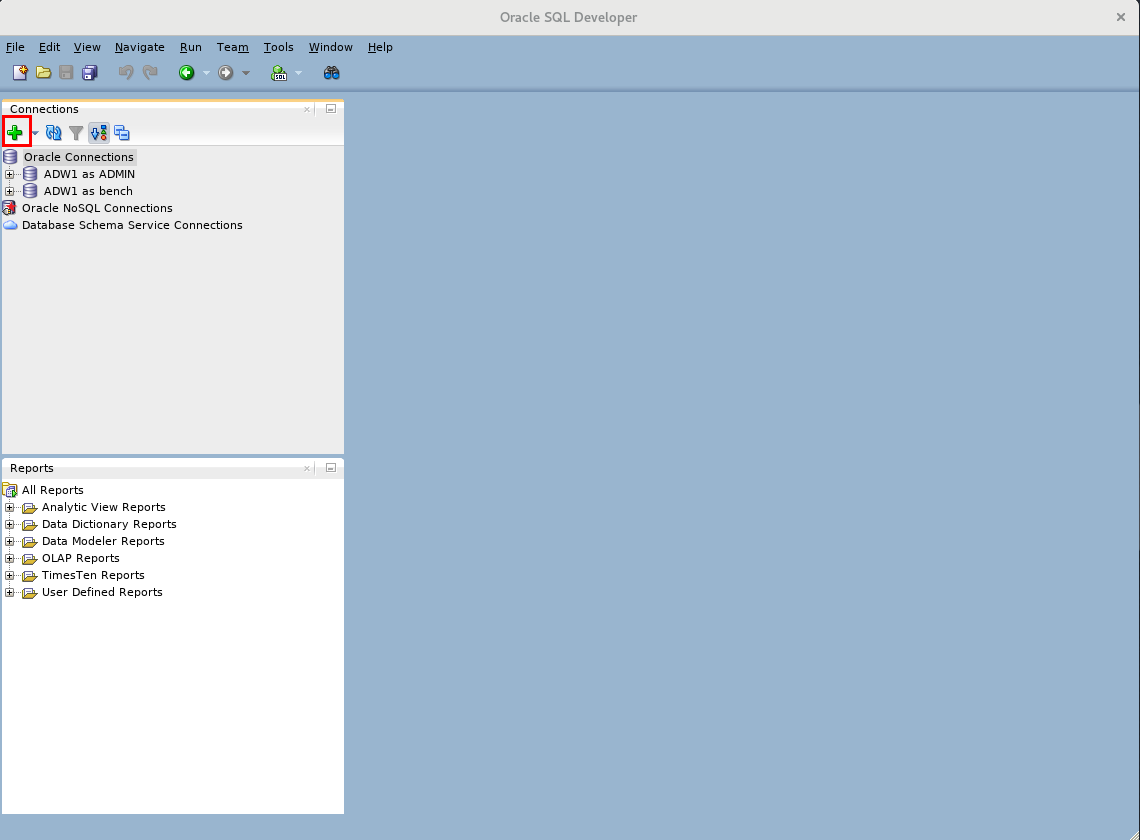 Oracle SQL Developer
File Edit View Navigate Run Team Tools Window Help
SQL
Connections
Oracle Connections
ADW1 as ADMIN
ADW1 as bench
Oracle NoSQL Connections
Database Schema Service Connections
Reports
All Reports
Analytic View Reports
Data Dictionary Reports
Data Modeler Reports
OLAP Reports
TimesTen Reports
User Defined Reports